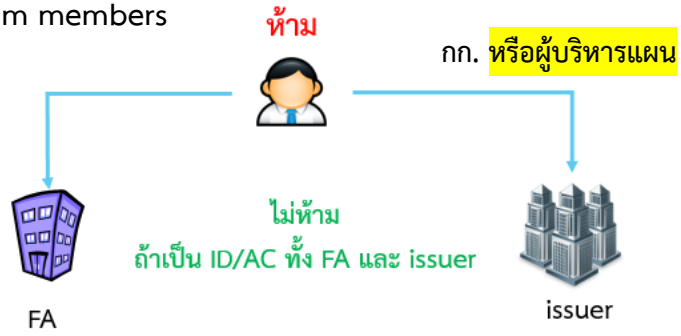 m members
ห้าม
กก. หรือผู้บริหารแผน
ไม่ห้าม
ถ้าเป็น ID/AC ทั้ง FA และ issuer
FA
issuer